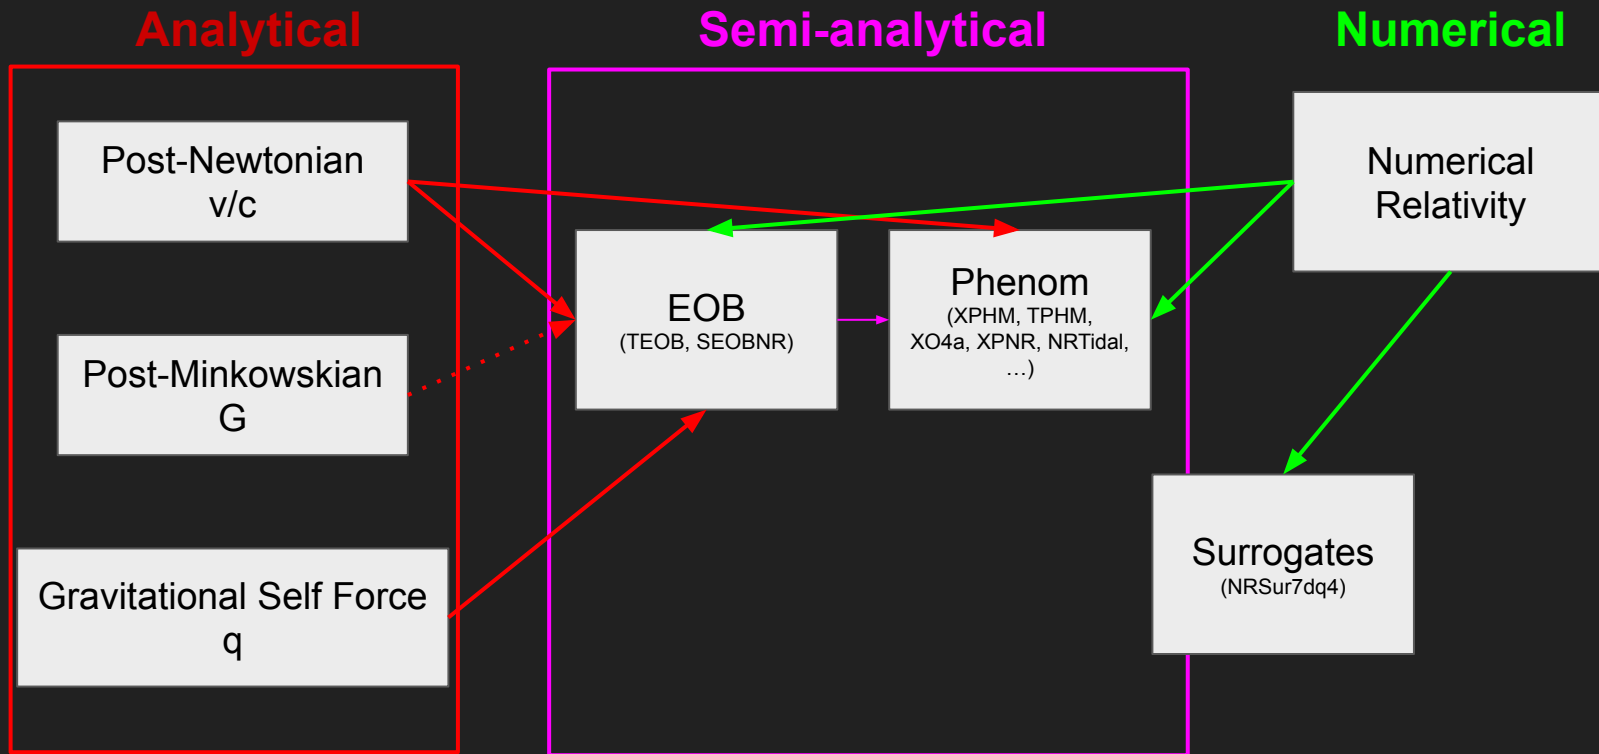 Analytical
Semi-analytical
Numerical
Post-Newtonian
v/c
Post-Minkowskian
G
Gravitational Self Force
q
EOB
(TEOB, SEOBNR)
Phenom
(XPHM, TPHM,
XO4a, XPNR, NRTidal,
…)
Numerical
Relativity
Surrogates
(NRSur7dq4)